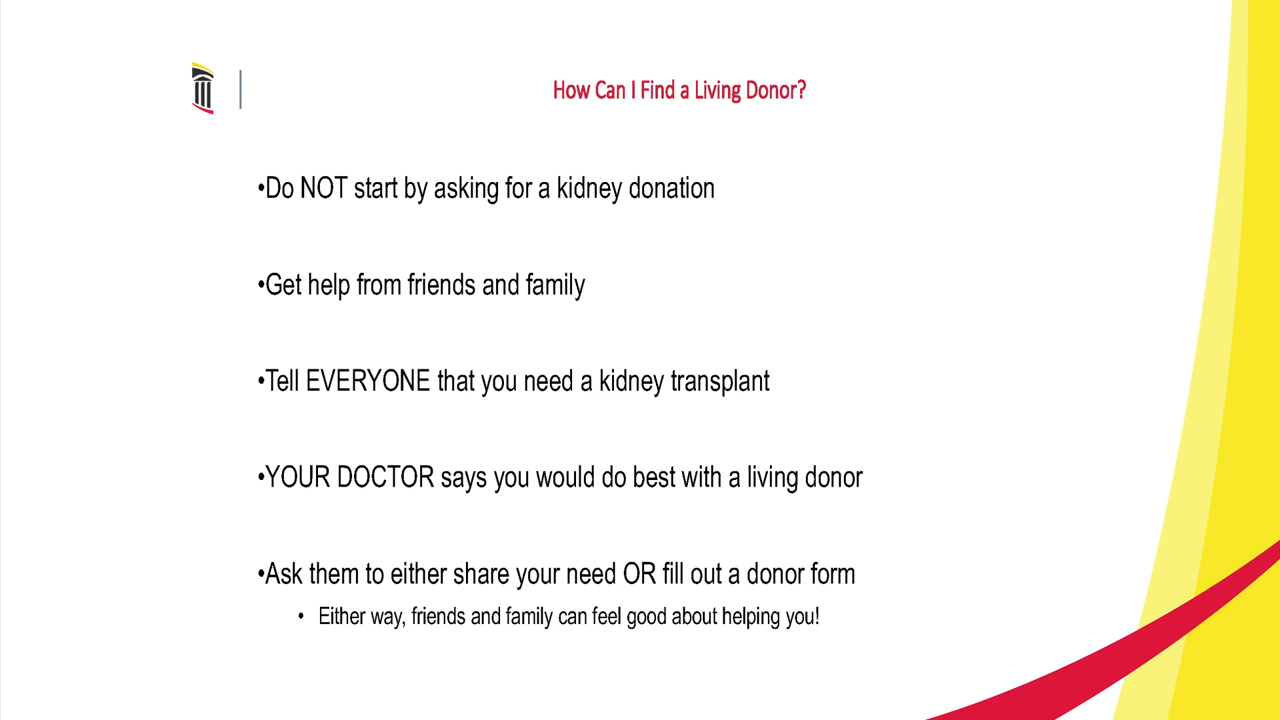 How Can I Find a Living Donor?
•Do NOT start by asking for a kidney donation
•Get help from friends and family
•Tell EVERYONE that you need a kidney transplant
•YOUR DOCTOR says you would do best with a living donor
•Ask them to either share your need OR fill out a donor form
• Either way, friends and family can feel good about helping you!